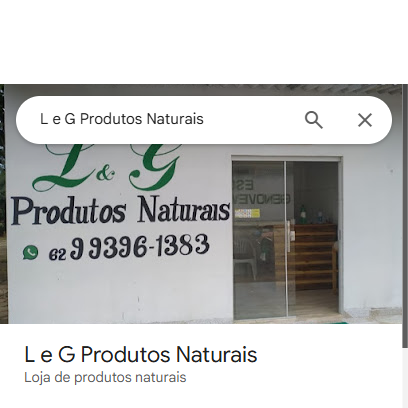 L e G Produtos Naturais
L & G
Produtos Naturais
62 99396-1383
L e G Produtos Naturais
Loja de produtos naturais